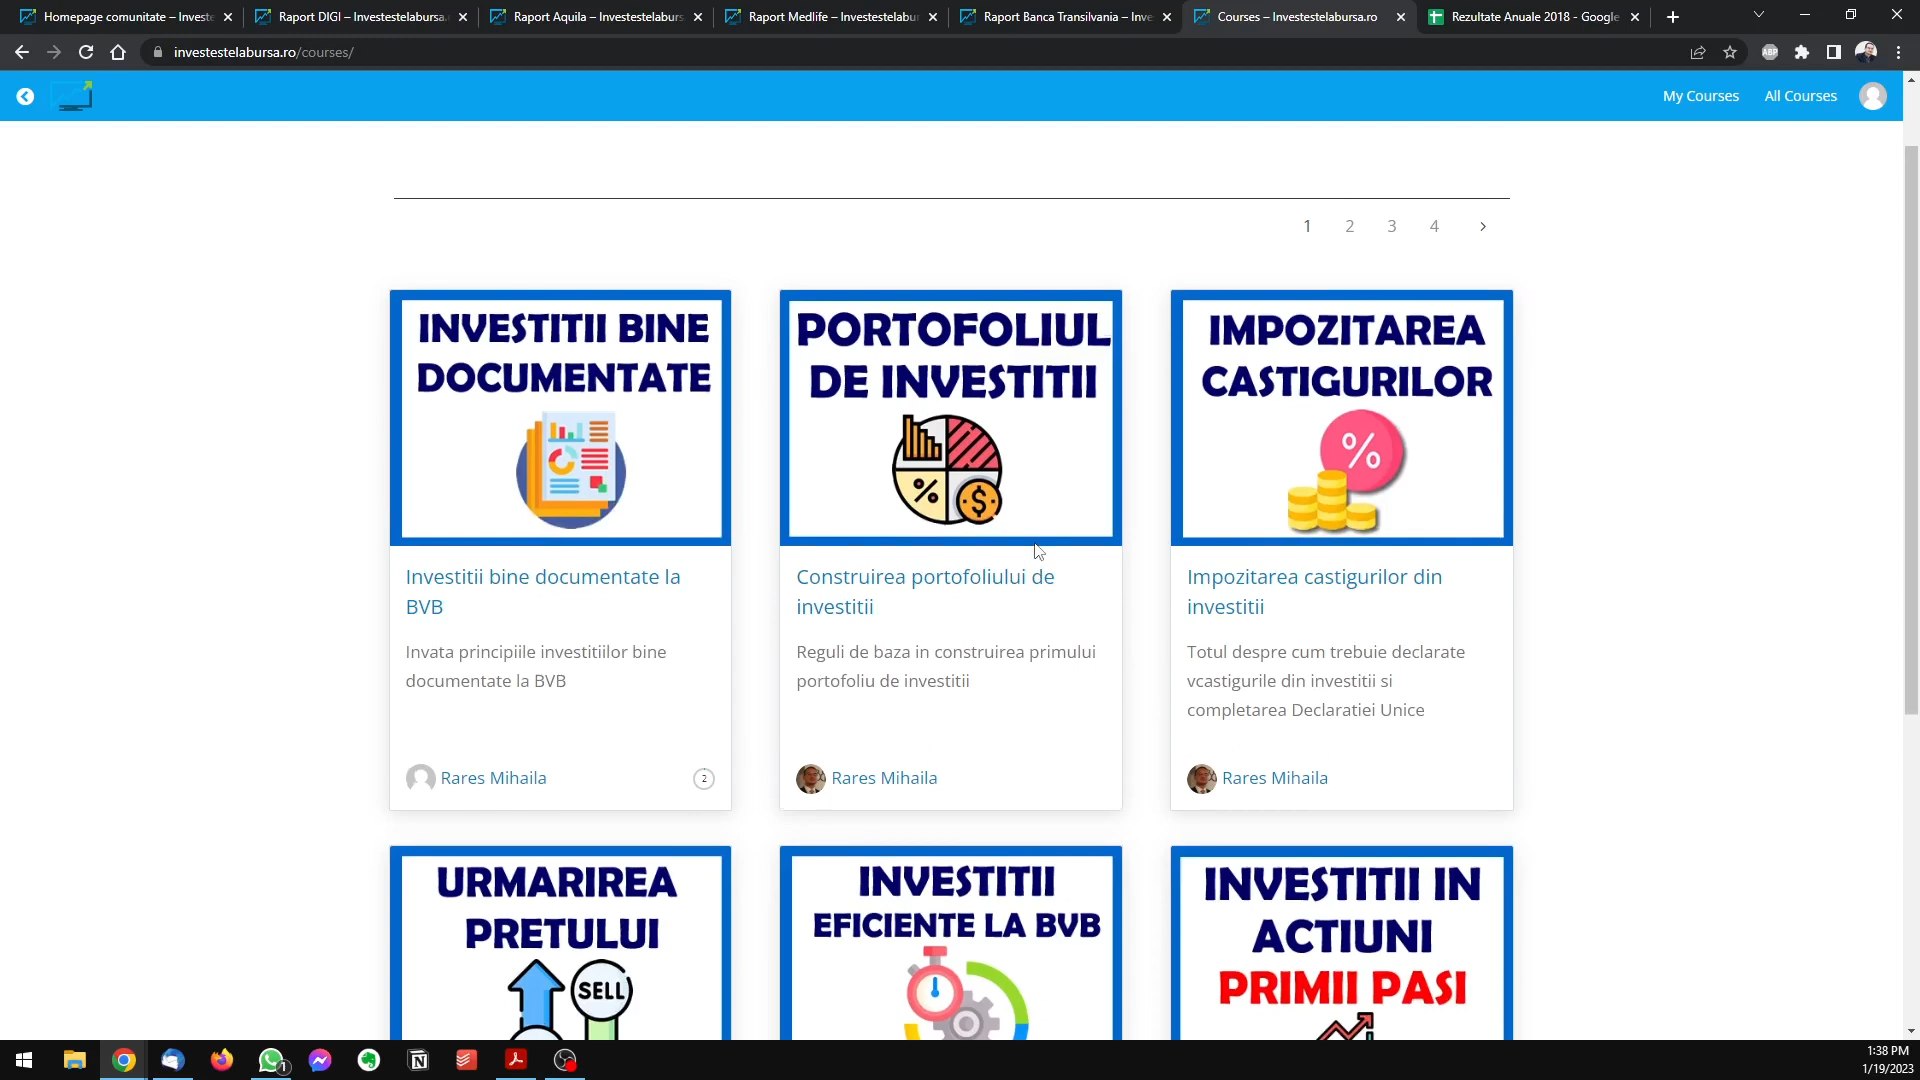 Homepage comunitate – Investe
Raport DIGI – Investestelabursa.
Raport Aquila – Investestelaburs
Raport Medlife – Investestelabur
Raport Banca Transilvania – Inve
Courses – Investestelabursa.ro
Rezultate Anuale 2018 - Google
investestelabursa.ro/courses/
ABP
My Courses
All Courses
1 2 3 4
INVESTITII BINE
DOCUMENTATE
Investitii bine documentate la
BVB
Invata principiile investitiilor bine
documentate la BVB
Rares Mihaila
2
PORTOFOLIUL
DE INVESTITII
%
$
Construirea portofoliului de
investitii
Reguli de baza in construirea primului
portofoliu de investitii
Rares Mihaila
IMPOZITAREA
CASTIGURILOR
%
Impozitarea castigurilor din
investitii
Totul despre cum trebuie declarate
vcastigurile din investitii si
completarea Declaratiei Unice
Rares Mihaila
URMARIREA
PRETULUI
SELL
INVESTITII
EFICIENTE LA BVB
INVESTITII IN
ACTIUNI
PRIMII PASI
1
1:38 PM
1/19/2023